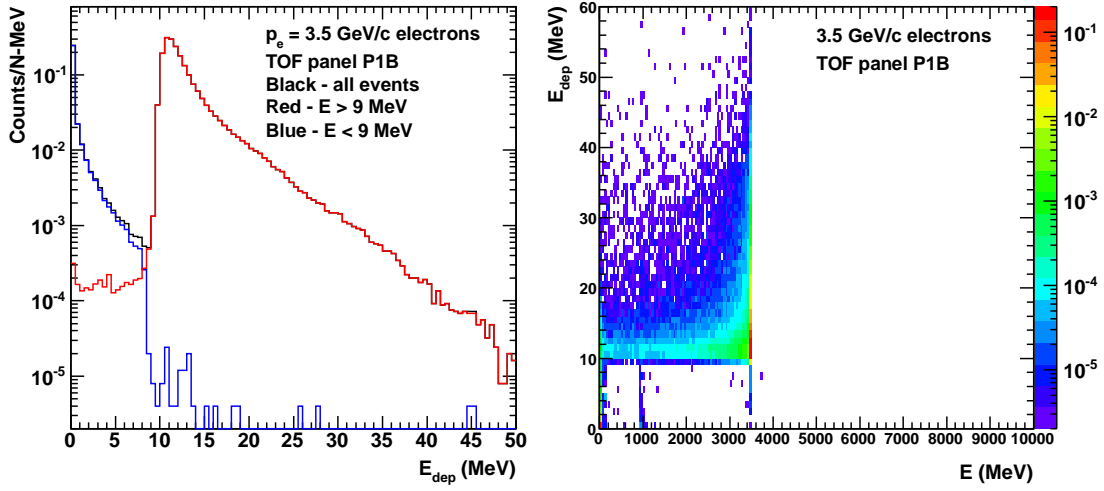 Counts/N-MeV
10⁻¹
10⁻²
10⁻³
10⁻⁴
10⁻⁵
p_e = 3.5 GeV/c electrons
TOF panel P1B
Black - all events
Red - E > 9 MeV
Blue - E < 9 MeV
0 5 10 15 20 25 30 35 40 45 50
E_dep (MeV)
E_dep (MeV)
60
50
40
30
20
10
0
3.5 GeV/c electrons
TOF panel P1B
0 1000 2000 3000 4000 5000 6000 7000 8000 9000 10000
E (MeV)
10⁻¹
10⁻²
10⁻³
10⁻⁴
10⁻⁵